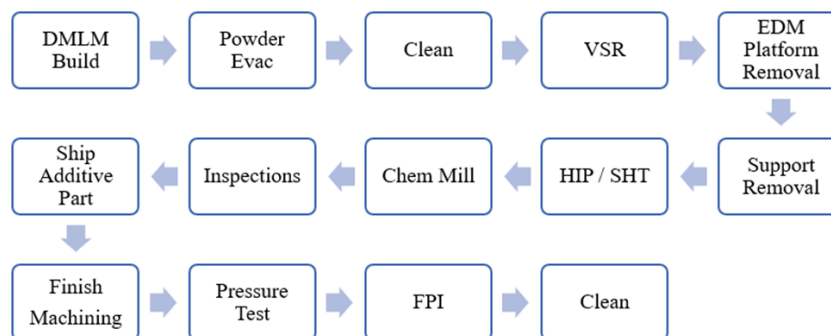 DMLM
Build
Powder
Evac
Clean
VSR
EDM
Platform
Removal
Support
Removal
HIP / SHT
Chem Mill
Inspections
Ship
Additive
Part
Finish
Machining
Pressure
Test
FPI
Clean